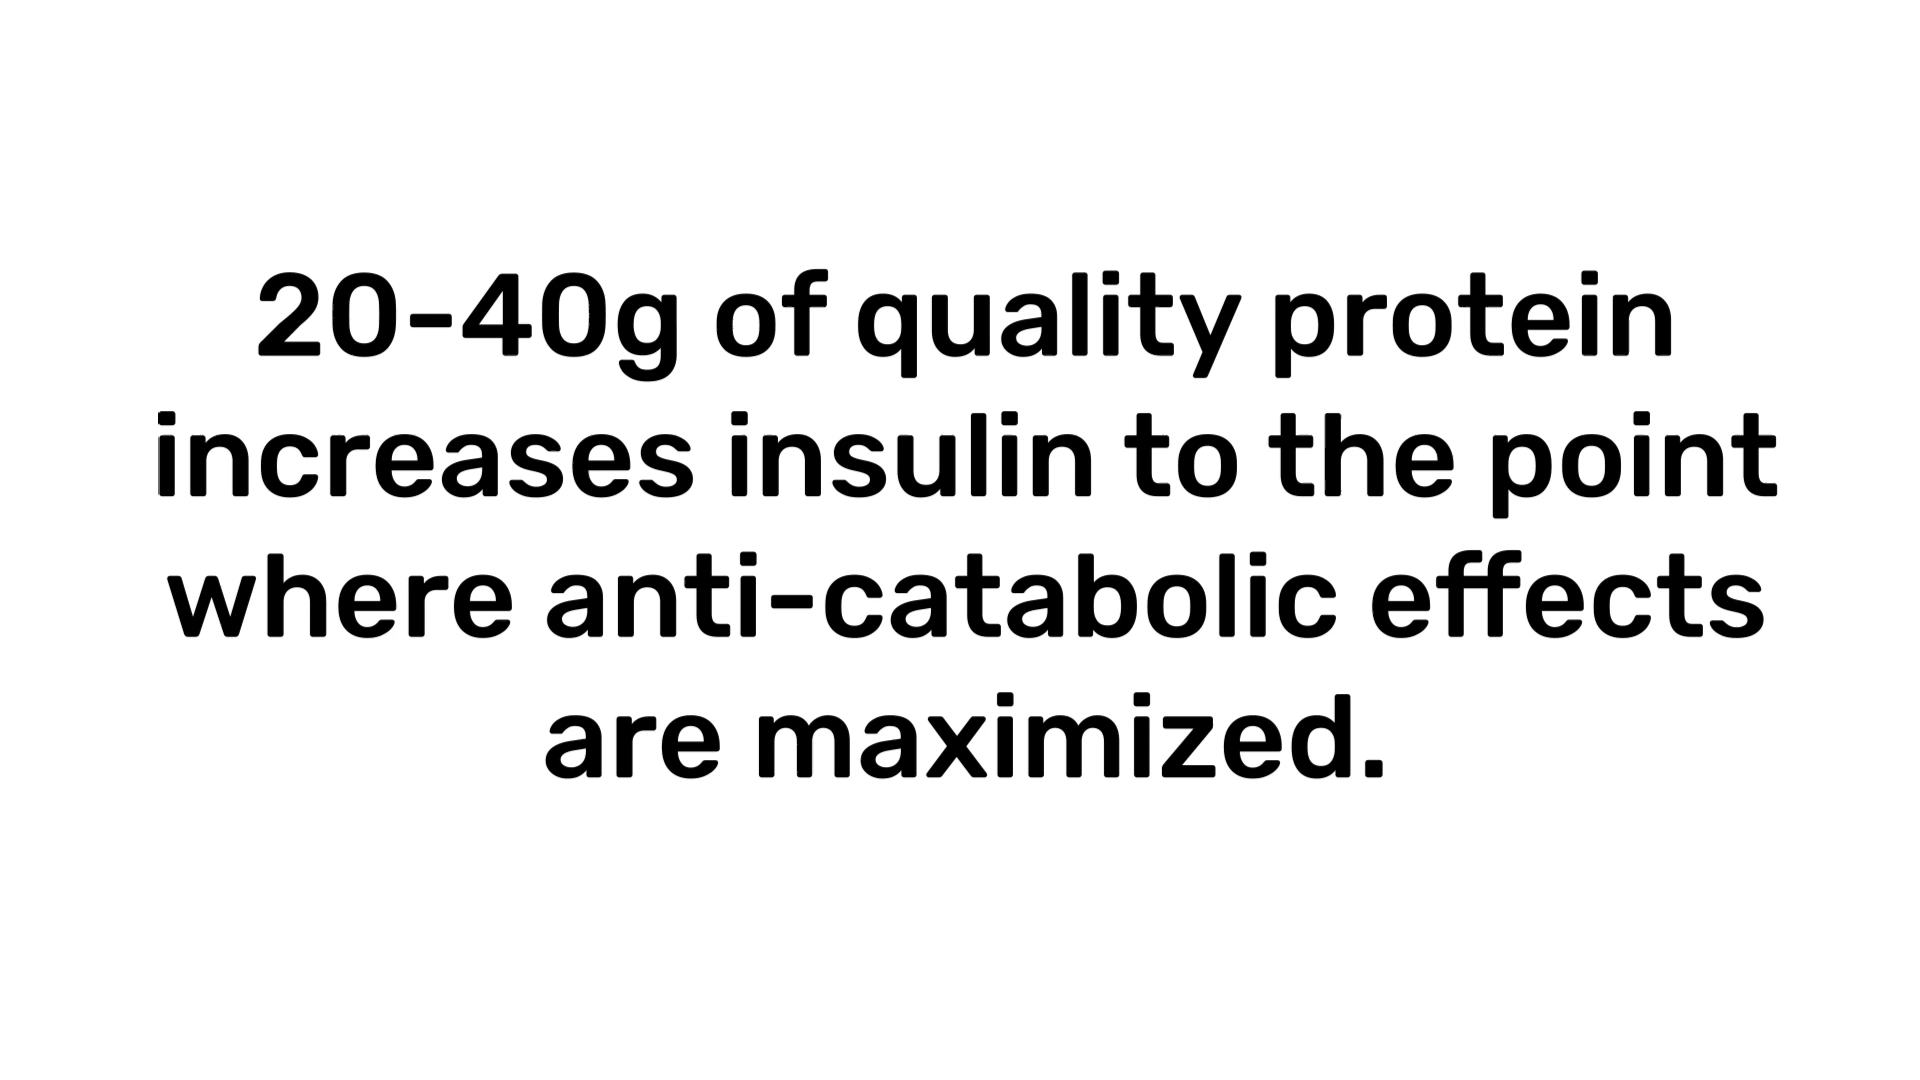 20-40g of quality protein
increases insulin to the point
where anti-catabolic effects
are maximized.